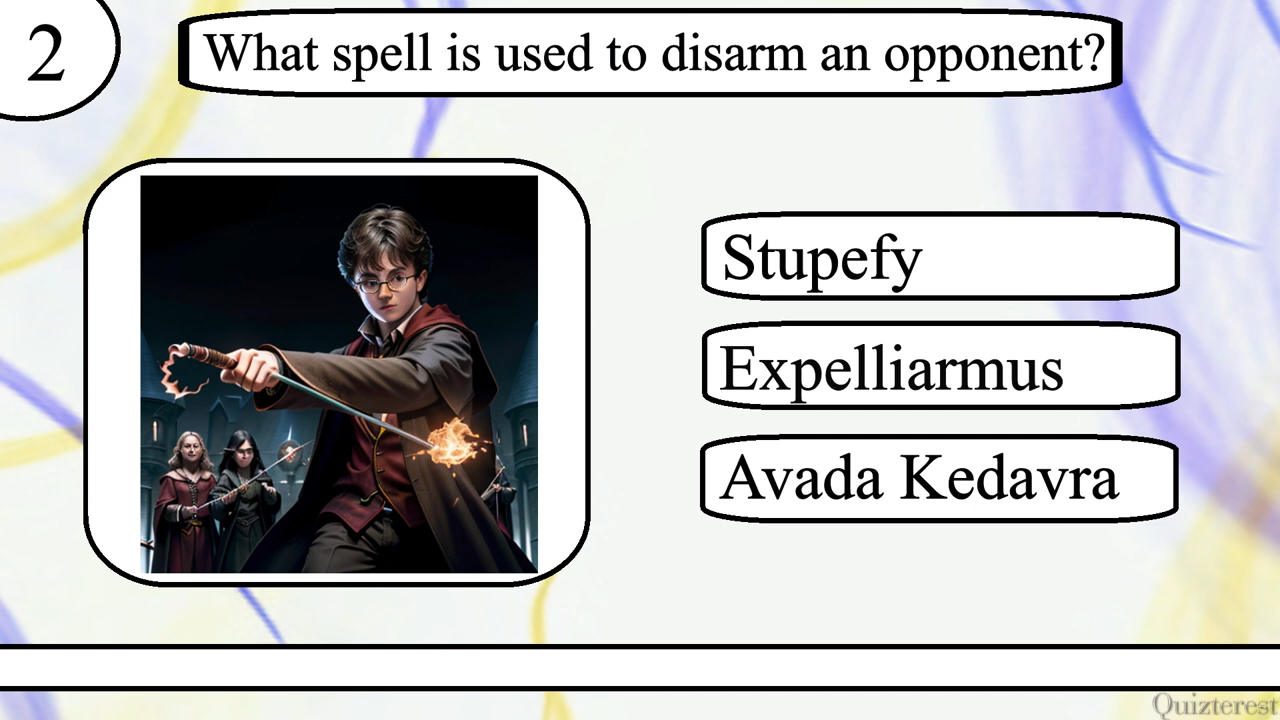 2
What spell is used to disarm an opponent?
Stupefy
Expelliarmus
Avada Kedavra
Quizterest